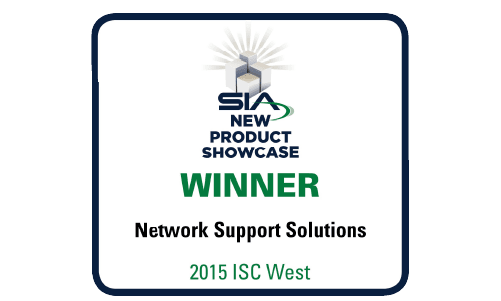 SIA
NEW
PRODUCT
SHOWCASE
WINNER
Network Support Solutions
2015 ISC West